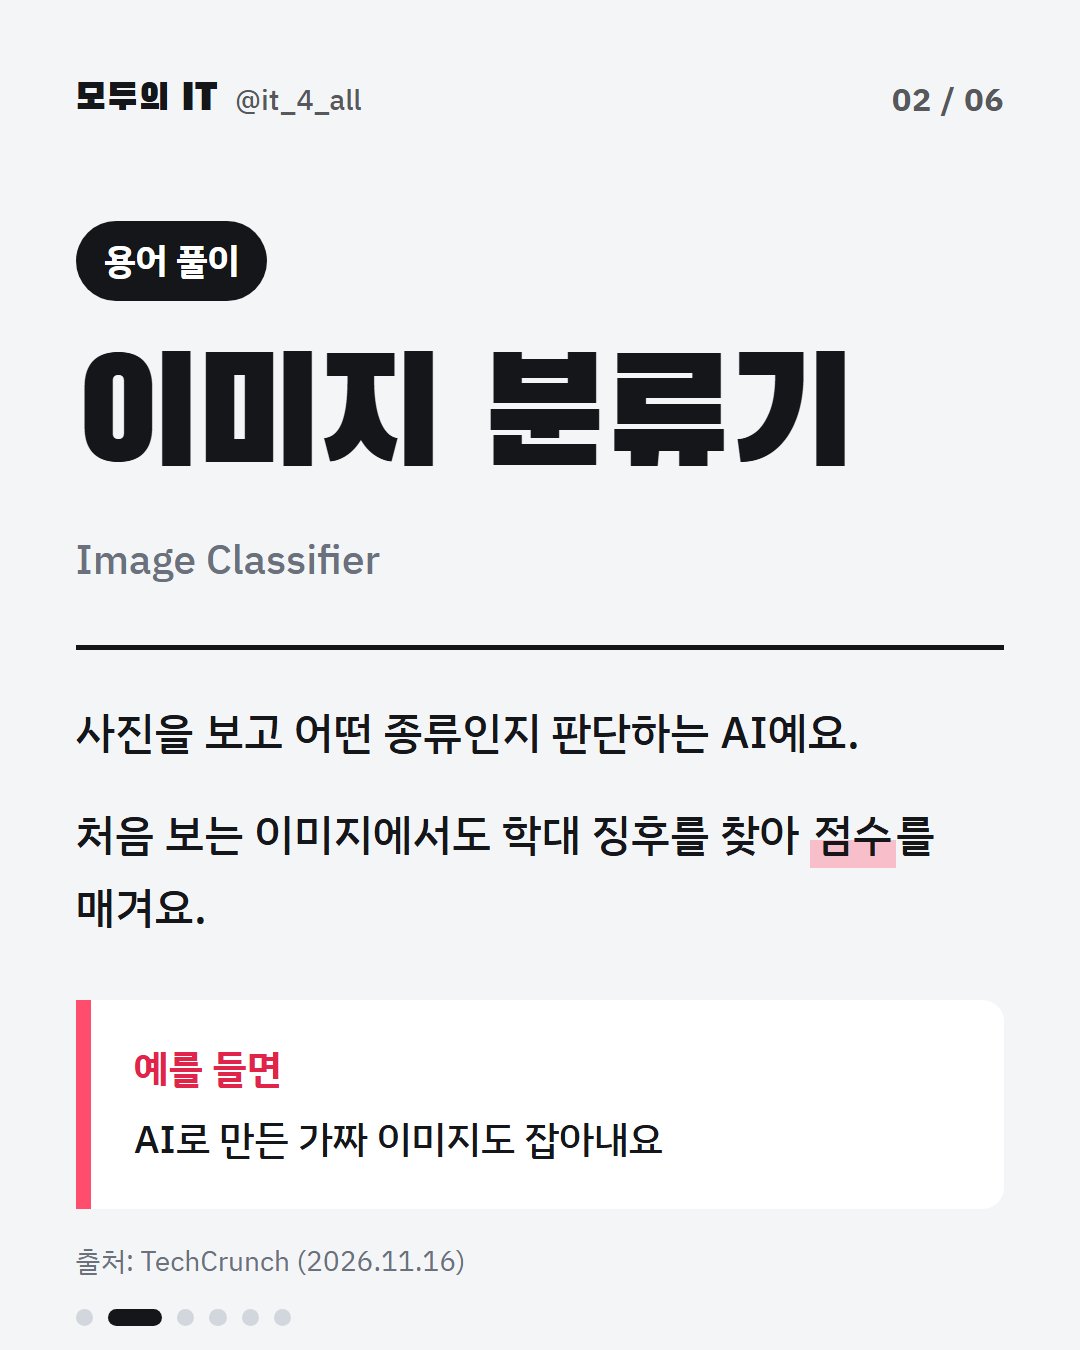 모두의 IT @it_4_all
02 / 06
용어 풀이
이미지 분류기
Image Classifier
사진을 보고 어떤 종류인지 판단하는 AI예요.
처음 보는 이미지에서도 학대 징후를 찾아 점수를
매겨요.
예를 들면
AI로 만든 가짜 이미지도 잡아내요
출처: TechCrunch (2026.11.16)